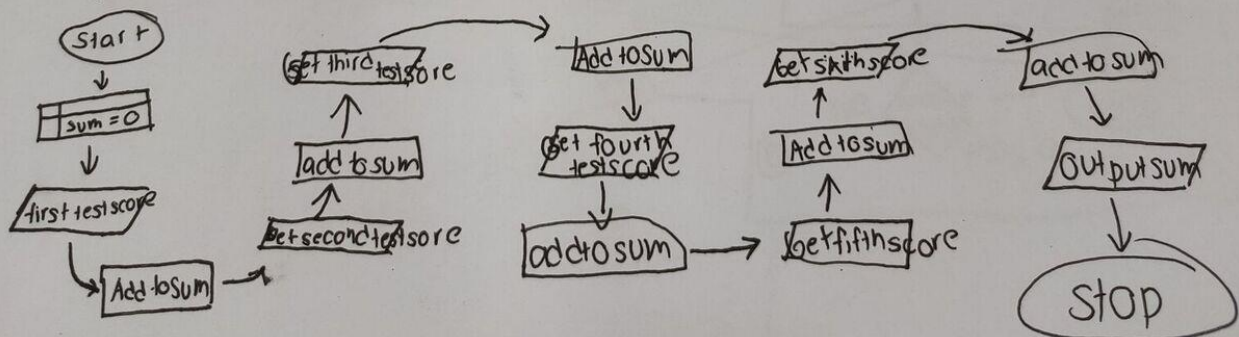 Start
sum = 0
first test score
Add to Sum
Get second test sore
add to sum
Get third test score
Add to Sum
Get fourth
test score
add to sum
Get fifth score
Add to sum
Get sixth score
add to sum
output sum
Stop